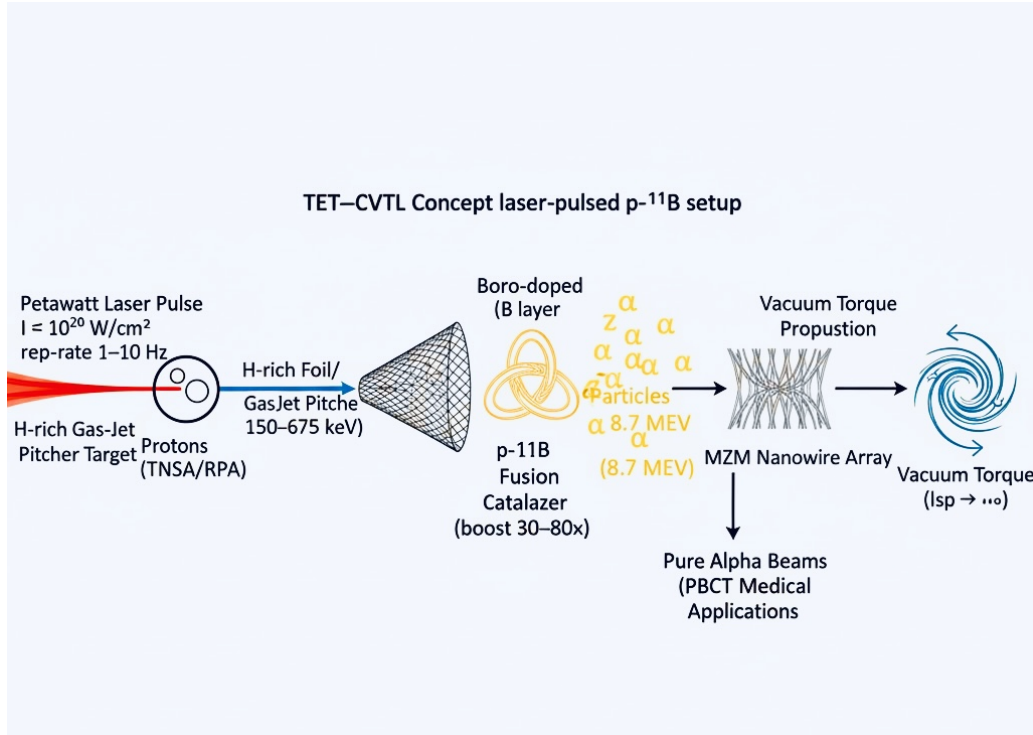 TET–CVTL Concept laser-pulsed p-¹¹B setup
Petawatt Laser Pulse
I = 10²⁰ W/cm²
rep-rate 1–10 Hz
H-rich Gas-Jet
Pitcher Target
Protons
(TNSA/RPA)
H-rich Foil/
GasJet Pitche
150–675 keV)
Boro-doped
(B layer
p-11B
Fusion
Catalazer
(boost 30–80x)
α
Z α α
α αα α
α
Particles
α 8.7 MEV
α
(8.7 MEV)
Vacuum Torque
Propustion
MZM Nanowire Array
Pure Alpha Beams
(PBCT Medical
Applications
Vacuum Torque
(Isp →